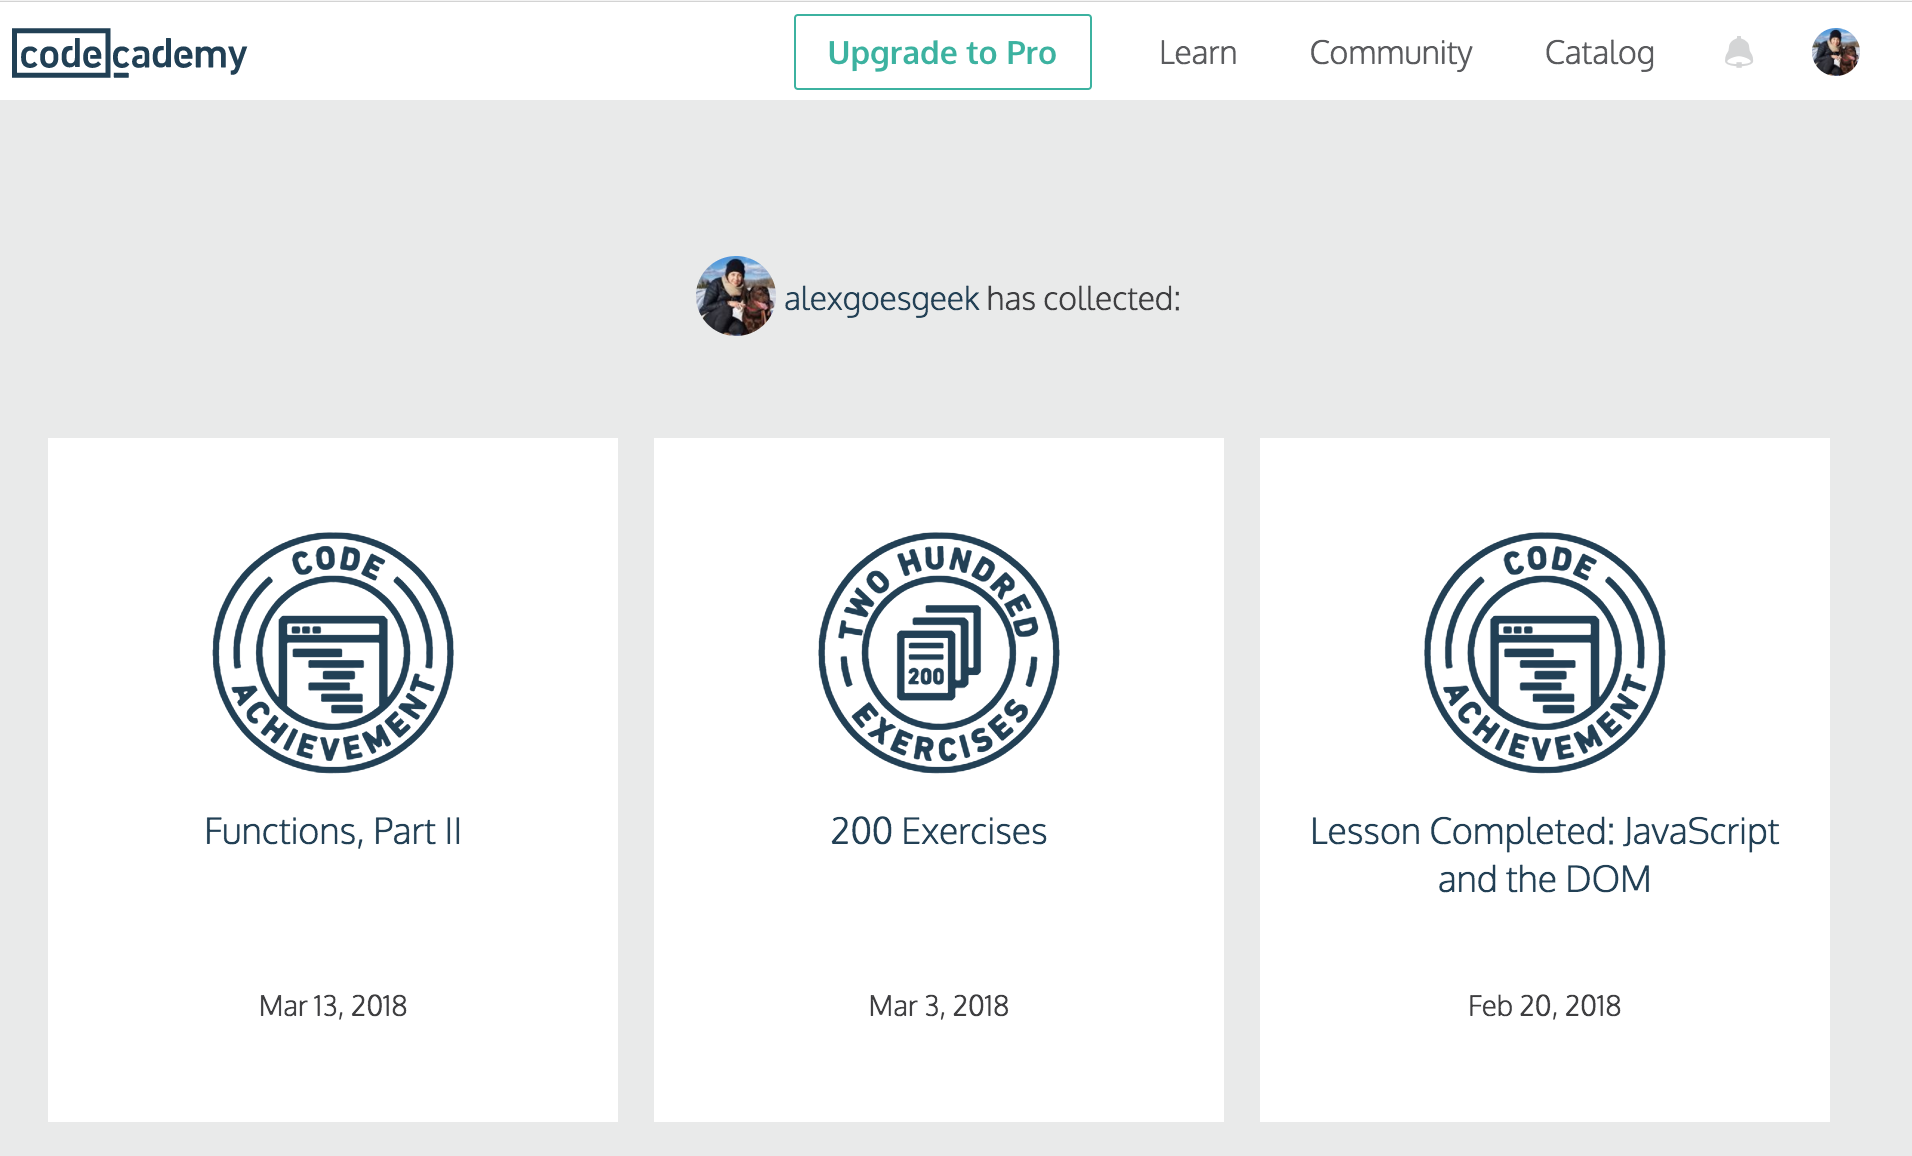 codecademy
Upgrade to Pro
Learn
Community
Catalog
alexgoesgeek has collected:
CODE
ACHIEVEMENT
Functions, Part II
Mar 13, 2018
TWO HUNDRED
200
EXERCISES
200 Exercises
Mar 3, 2018
CODE
ACHIEVEMENT
Lesson Completed: JavaScript
and the DOM
Feb 20, 2018